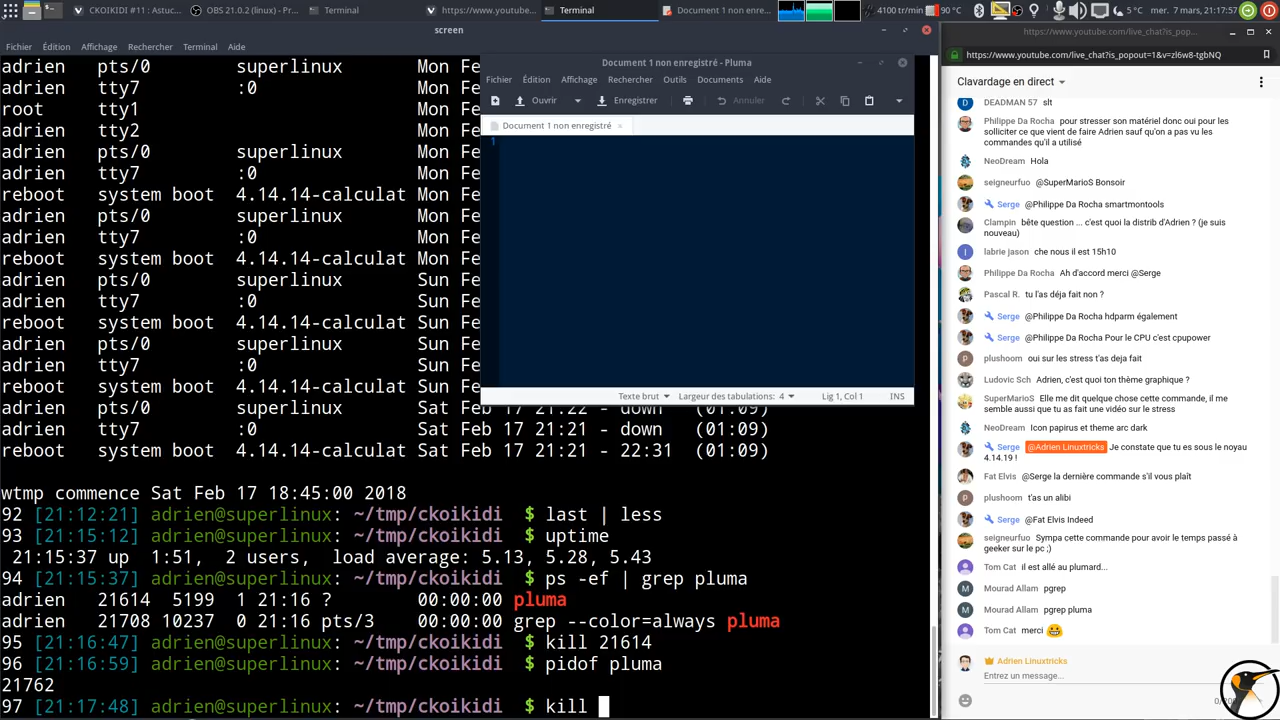 CKOIKIDI #11 : Astuc...
OBS 21.0.2 (linux) - Pr...
Terminal
https://www.youtube...
Terminal
Document 1 non enre...
4100 tr/min
90 °C
5 °C
mer. 7 mars, 21:17:57
screen
Fichier Édition Affichage Rechercher Terminal Aide
adrien pts/0 superlinux Mon Fe
adrien tty7 :0 Mon Fe
root tty1 Mon Fe
adrien tty2 Mon Fe
adrien pts/0 superlinux Mon Fe
adrien tty7 :0 Mon Fe
reboot system boot 4.14.14-calculat Mon Fe
adrien pts/0 superlinux Mon Fe
adrien tty7 :0 Mon Fe
reboot system boot 4.14.14-calculat Mon Fe
adrien pts/0 superlinux Sun Fe
adrien tty7 :0 Sun Fe
reboot system boot 4.14.14-calculat Sun Fe
adrien pts/0 superlinux Sun Fe
adrien tty7 :0 Sun Fe
reboot system boot 4.14.14-calculat Sun Fe
adrien pts/0 superlinux Sat Feb 17 21:22 - down (01:09)
adrien tty7 :0 Sat Feb 17 21:21 - down (01:09)
reboot system boot 4.14.14-calculat Sat Feb 17 21:21 - 22:31 (01:09)
wtmp commence Sat Feb 17 18:45:00 2018
92 [21:12:21] adrien@superlinux: ~/tmp/ckoikidi $ last | less
93 [21:15:12] adrien@superlinux: ~/tmp/ckoikidi $ uptime
21:15:37 up 1:51, 2 users, load average: 5.13, 5.28, 5.43
94 [21:15:37] adrien@superlinux: ~/tmp/ckoikidi $ ps -ef | grep pluma
adrien 21614 5199 1 21:16 ? 00:00:00 pluma
adrien 21708 10237 0 21:16 pts/3 00:00:00 grep --color=always pluma
95 [21:16:47] adrien@superlinux: ~/tmp/ckoikidi $ kill 21614
96 [21:16:59] adrien@superlinux: ~/tmp/ckoikidi $ pidof pluma
21762
97 [21:17:48] adrien@superlinux: ~/tmp/ckoikidi $ kill
Document 1 non enregistré - Pluma
Fichier Édition Affichage Rechercher Outils Documents Aide
Ouvrir Enregistrer Annuler
Document 1 non enregistré
1
Texte brut Largeur des tabulations: 4 Lig 1, Col 1 INS
https://www.youtube.com/live_chat?is_pop...
https://www.youtube.com/live_chat?is_popout=1&v=zl6w8-tgbNQ
Clavardage en direct
DEADMAN 57 slt
Philippe Da Rocha pour stresser son matériel donc oui pour les
solliciter ce que vient de faire Adrien sauf qu'on a pas vu les
commandes qu'il a utilisé
NeoDream Hola
seigneurfuo @SuperMarioS Bonsoir
Serge @Philippe Da Rocha smartmontools
Clampin bête question ... c'est quoi la distrib d'Adrien ? (je suis
nouveau)
labrie jason che nous il est 15h10
Philippe Da Rocha Ah d'accord merci @Serge
Pascal R. tu l'as déja fait non ?
Serge @Philippe Da Rocha hdparm également
Serge @Philippe Da Rocha Pour le CPU c'est cpupower
plushoom oui sur les stress t'as deja fait
Ludovic Sch Adrien, c'est quoi ton thème graphique ?
SuperMarioS Elle me dit quelque chose cette commande, il me
semble aussi que tu as fait une vidéo sur le stress
NeoDream Icon papirus et theme arc dark
Serge @Adrien Linuxtricks Je constate que tu es sous le noyau
4.14.19 !
Fat Elvis @Serge la dernière commande s'il vous plaît
plushoom t'as un alibi
Serge @Fat Elvis Indeed
seigneurfuo Sympa cette commande pour avoir le temps passé à
geeker sur le pc ;)
Tom Cat il est allé au plumard...
Mourad Allam pgrep
Mourad Allam pgrep pluma
Tom Cat merci
Adrien Linuxtricks
Entrez un message...